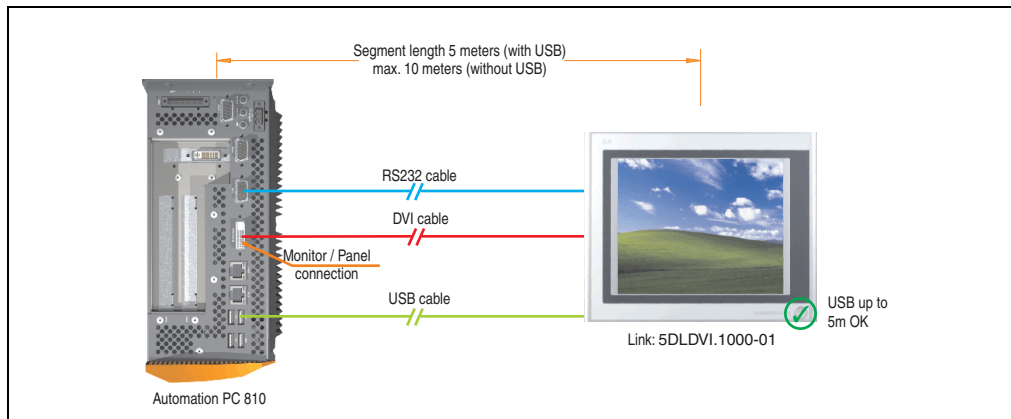 Segment length 5 meters (with USB)
max. 10 meters (without USB)
RS232 cable
DVI cable
Monitor / Panel
connection
USB cable
USB up to
5m OK
Link: 5DLDVI.1000-01
Automation PC 810